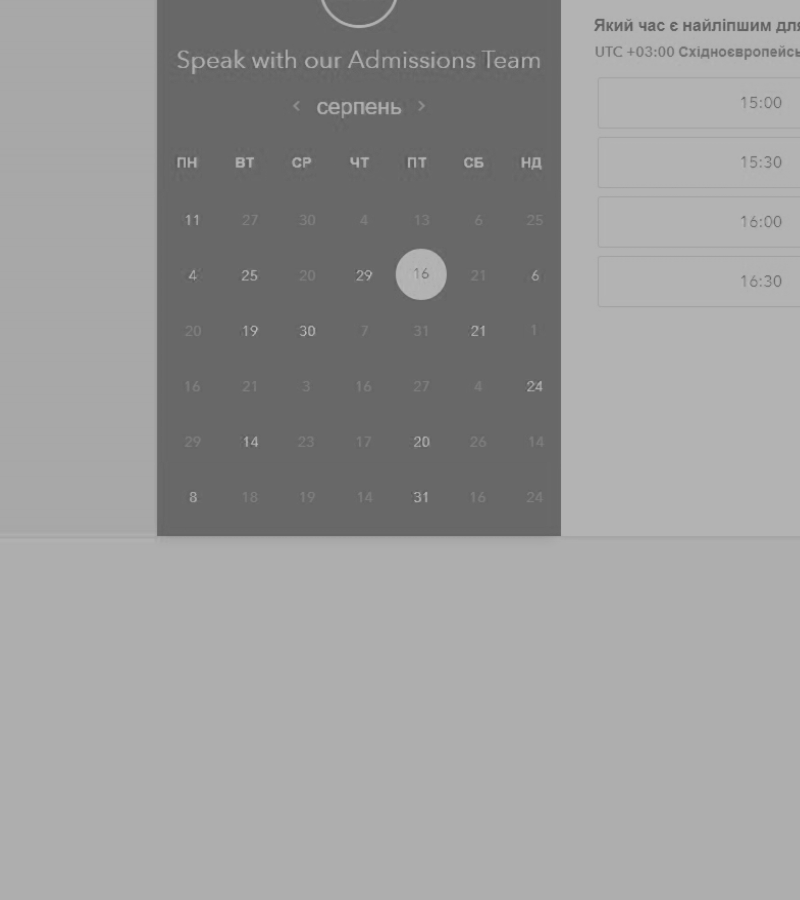 Speak with our Admissions Team
< серпень >
ПН ВТ СР ЧТ ПТ СБ НД
11 27 30 4 13 6 25
4 25 20 29 16 21 6
20 19 30 7 31 21 1
16 21 3 16 27 4 24
29 14 23 17 20 26 14
8 18 19 14 31 16 24
Який час є найліпшим для
UTC +03:00 Східноєвропейсь
15:00
15:30
16:00
16:30